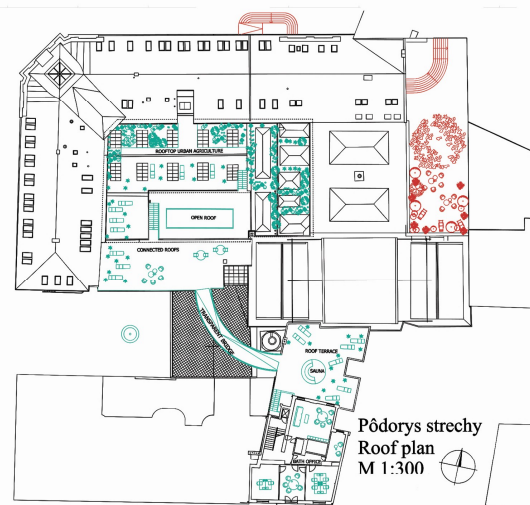 ROOFTOP URBAN AGRICULTURE
OPEN ROOF
CONNECTED ROOFS
TRANSPARENT BRIDGE
ROOF TERRACE
SAUNA
BATH OFFICE
Pôdorys strechy
Roof plan
M 1:300